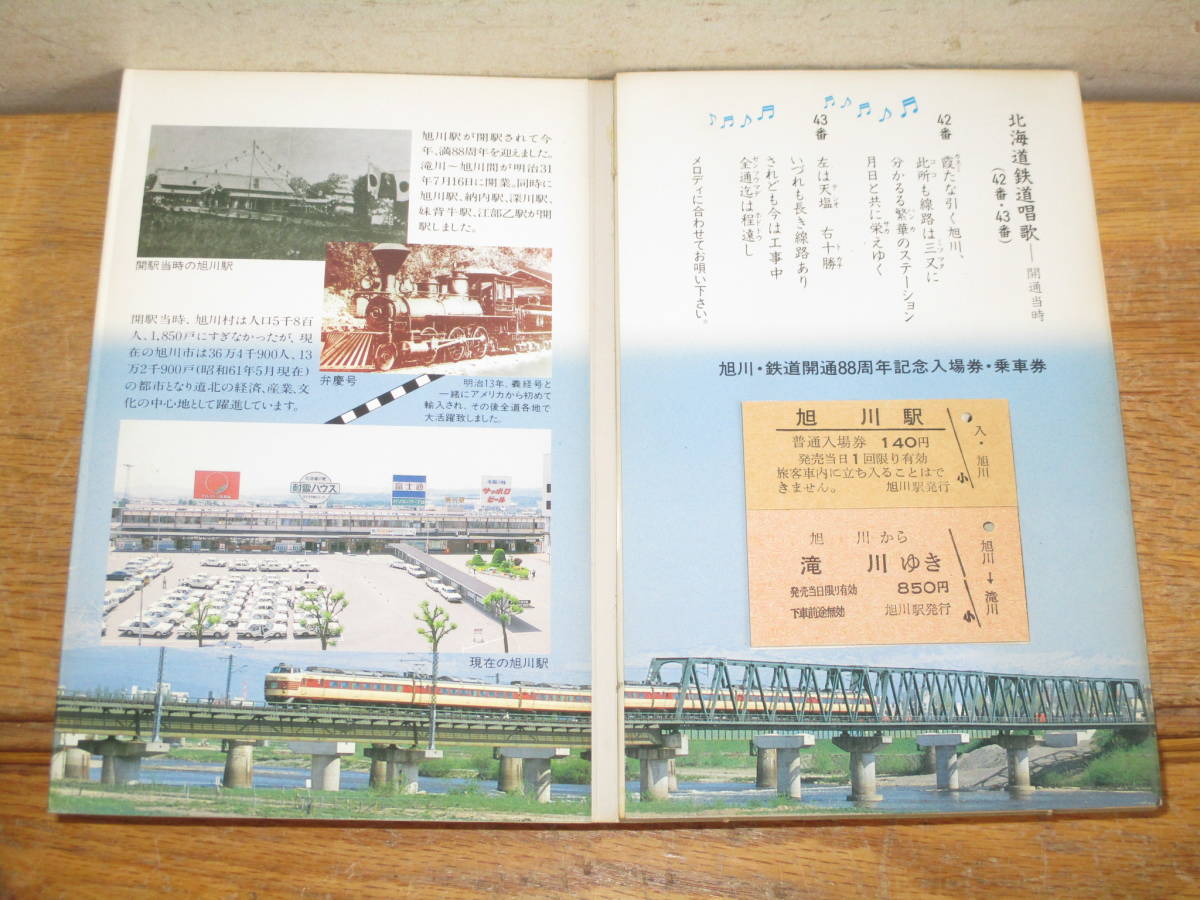 旭川駅が開駅されて今
年、満88周年を迎えました。
滝川〜旭川間が明治31
年7月16日に開業。同時に
旭川駅、納内駅、深川駅、
妹背牛駅、江部乙駅が開
駅しました。
開駅当時の旭川駅
開駅当時、旭川村は人口5千8百
人、1,850戸にすぎなかったが、現
在の旭川市は36万4千900人、13
万2千900戸(昭和61年5月現在)
の都市となり道北の経済、産業、文
化の中心地として躍進しています。
弁慶号
明治13年、義経号と
一緒にアメリカから初めて
輸入され、その後全道各地で
大活躍致しました。
耐雪ハウス
富士通
サッポロ
ビール
現在の旭川駅
北海道鉄道唱歌―開通当時
(42番・43番)
42番
霞たな引く旭川、
此所も線路は三又に
分かるる繁華のステーション
月日と共に栄えゆく
43番
左は天塩 右十勝
いづれも長き線路あり
されども今は工事中
全通迄は程遠し
メロディに合わせてお唄い下さい。
旭川・鉄道開通88周年記念入場券・乗車券
旭川駅
普通入場券 140円
発売当日1回限り有効
旅客車内に立ち入ることはで
きません。 旭川駅発行
小
入・旭川
旭川から
滝川ゆき
発売当日限り有効 850円
下車前途無効 旭川駅発行
小
旭川→滝川